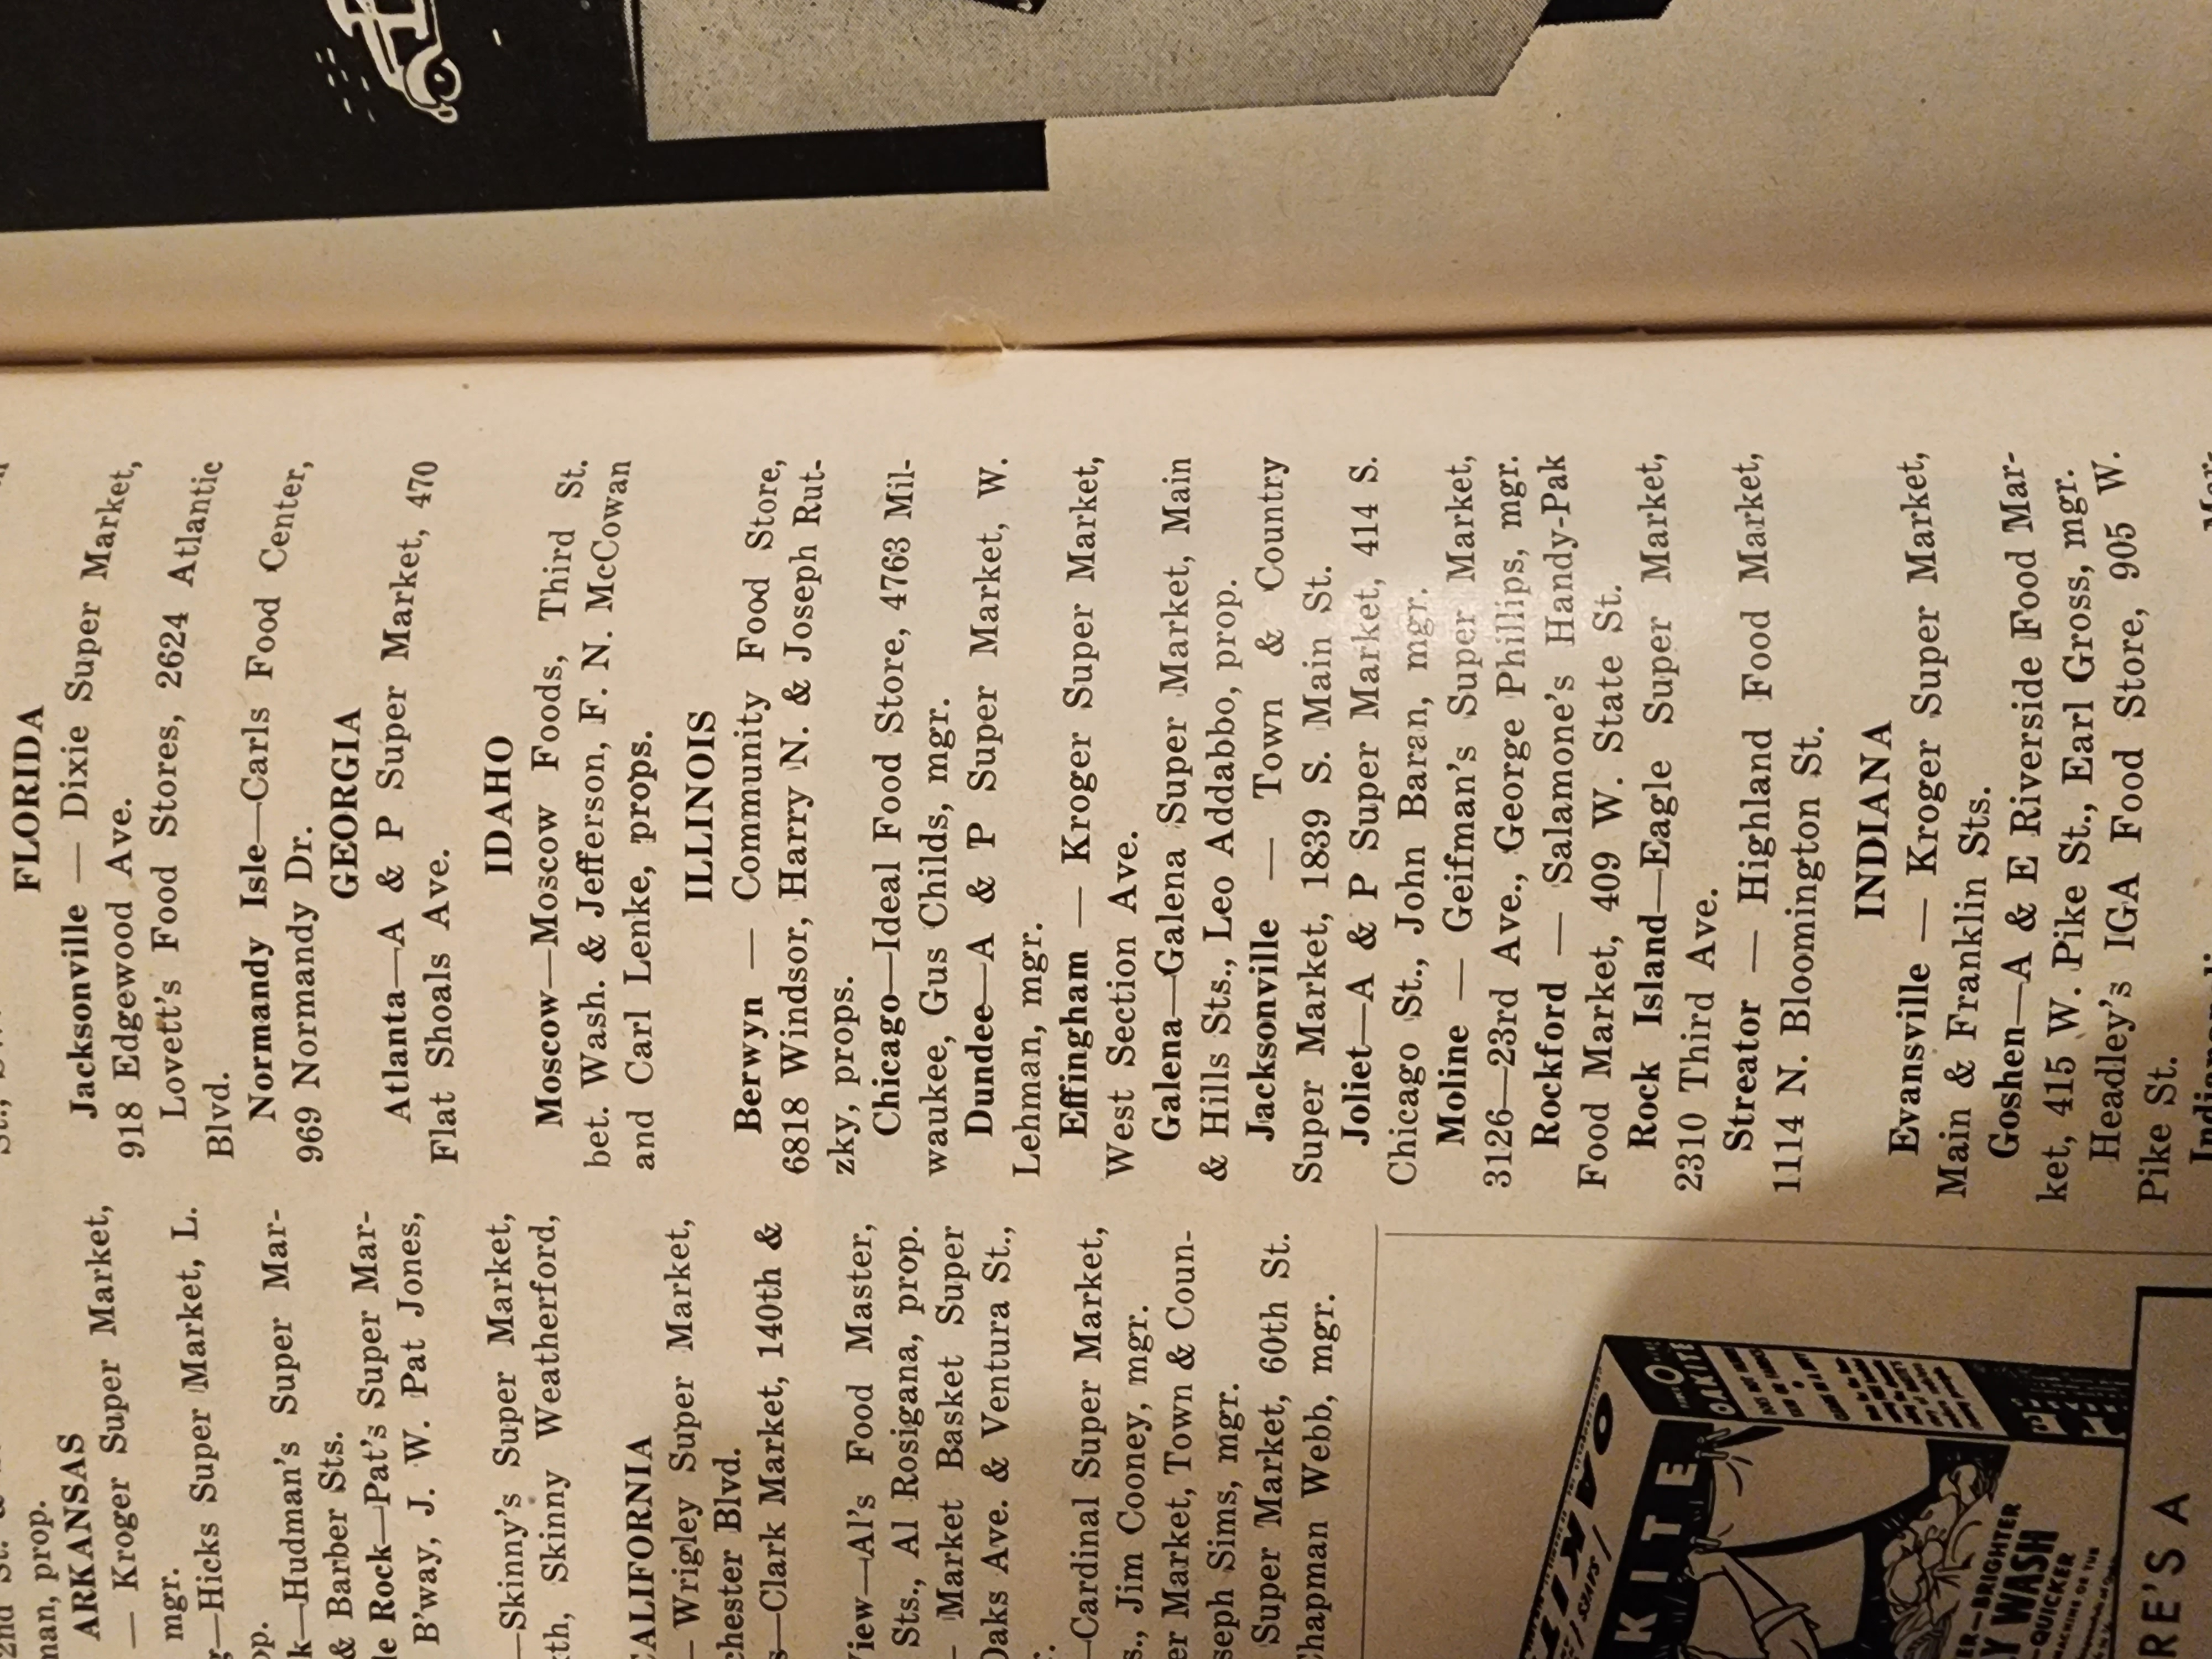 man, prop.
ARKANSAS
— Kroger Super Market,
mgr.
—Hicks Super Market, L.
op.
k—Hudman's Super Mar-
& Barber Sts.
le Rock—Pat's Super Mar-
B'way, J. W. Pat Jones,
—Skinny's Super Market,
th, Skinny Weatherford,
CALIFORNIA
— Wrigley Super Market,
chester Blvd.
s—Clark Market, 140th &
View—Al's Food Master,
Sts., Al Rosigana, prop.
— Market Basket Super
Oaks Ave. & Ventura St.,
—Cardinal Super Market,
s., Jim Cooney, mgr.
er Market, Town & Coun-
seph Sims, mgr.
Super Market, 60th St.
Chapman Webb, mgr.
FLORIDA
Jacksonville — Dixie Super Market,
918 Edgewood Ave.
Lovett's Food Stores, 2624 Atlantic
Blvd.
Normandy Isle—Carls Food Center,
969 Normandy Dr.
GEORGIA
Atlanta—A & P Super Market, 470
Flat Shoals Ave.
IDAHO
Moscow—Moscow Foods, Third St.
bet. Wash. & Jefferson, F. N. McCowan
and Carl Lenke, props.
ILLINOIS
Berwyn — Community Food Store,
6818 Windsor, Harry N. & Joseph Rut-
zky, props.
Chicago—Ideal Food Store, 4763 Mil-
waukee, Gus Childs, mgr.
Dundee—A & P Super Market, W.
Lehman, mgr.
Effingham — Kroger Super Market,
West Section Ave.
Galena—Galena Super Market, Main
& Hills Sts., Leo Addabbo, prop.
Jacksonville — Town & Country
Super Market, 1839 S. Main St.
Joliet—A & P Super Market, 414 S.
Chicago St., John Baran, mgr.
Moline — Geifman's Super Market,
3126—23rd Ave., George Phillips, mgr.
Rockford — Salamone's Handy-Pak
Food Market, 409 W. State St.
Rock Island—Eagle Super Market,
2310 Third Ave.
Streator — Highland Food Market,
1114 N. Bloomington St.
INDIANA
Evansville — Kroger Super Market,
Main & Franklin Sts.
Goshen—A & E Riverside Food Mar-
ket, 415 W. Pike St., Earl Gross, mgr.
Headley's IGA Food Store, 905 W.
Pike St.
OAKITE
KITE
BRIGHTER
WASH
QUICKER
RE'S A